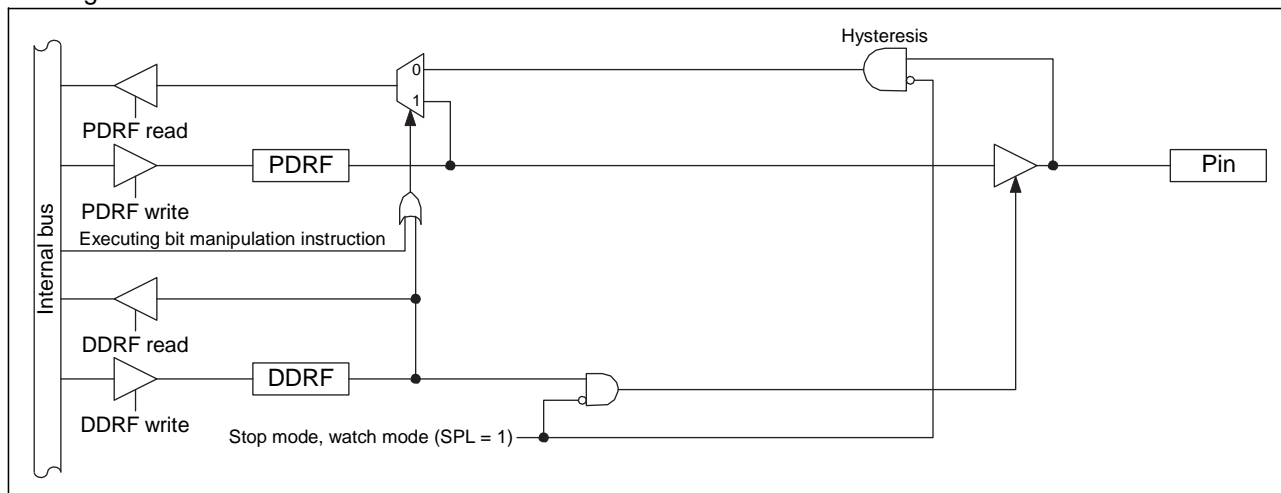 Hysteresis
0
1
PDRF read
PDRF
Pin
PDRF write
Executing bit manipulation instruction
Internal bus
DDRF read
DDRF
DDRF write
Stop mode, watch mode (SPL = 1)